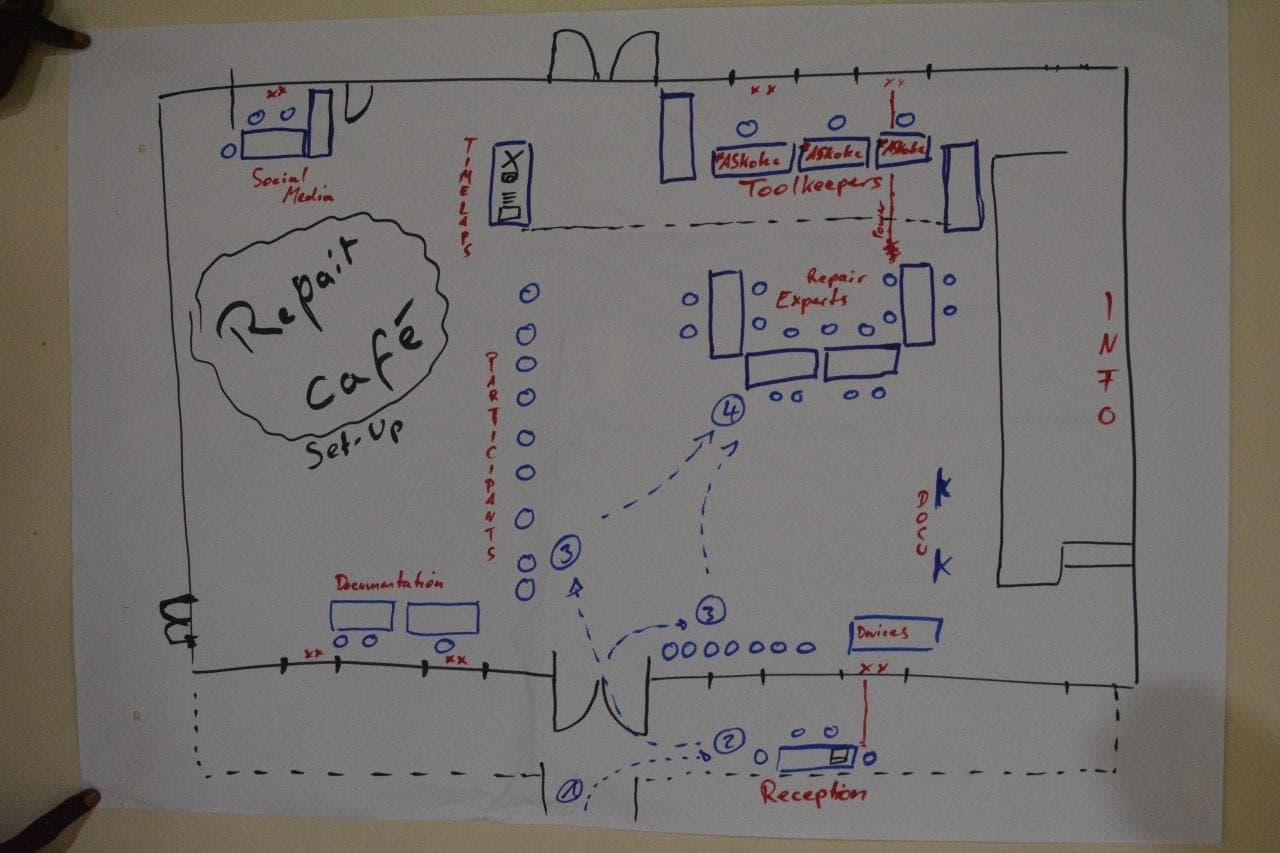 xx
Social
Media
TIMELAPS
xx
xx
#ASKoke
#ASKoke
#ASKoke
Toolkeepers
Power
Repair
café
Set-Up
Repair
Experts
INFO
PARTICIPANTS
4
DOCU
3
3
Documentation
xx
xx
Devices
xx
2
1
Reception